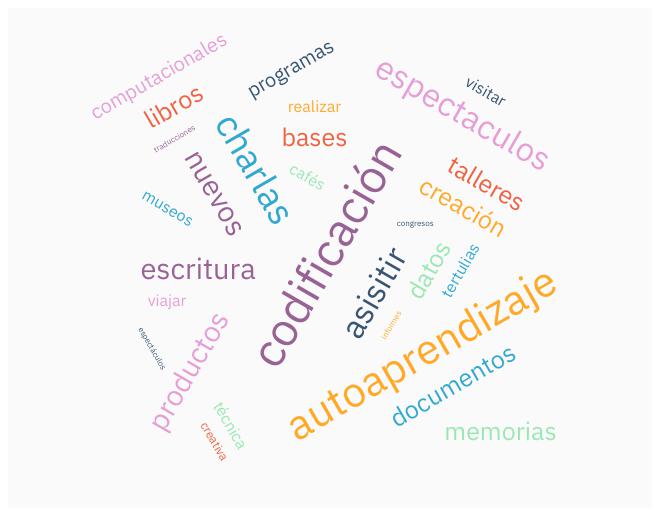 computacionales
programas
espectaculos
visitar
libros
realizar
traducciones
charlas
bases
nuevos
cafés
codificación
talleres
creación
museos
congresos
escritura
asisitir
datos
tertulias
viajar
informes
autoaprendizaje
espectáculos
productos
documentos
técnica
creativa
memorias